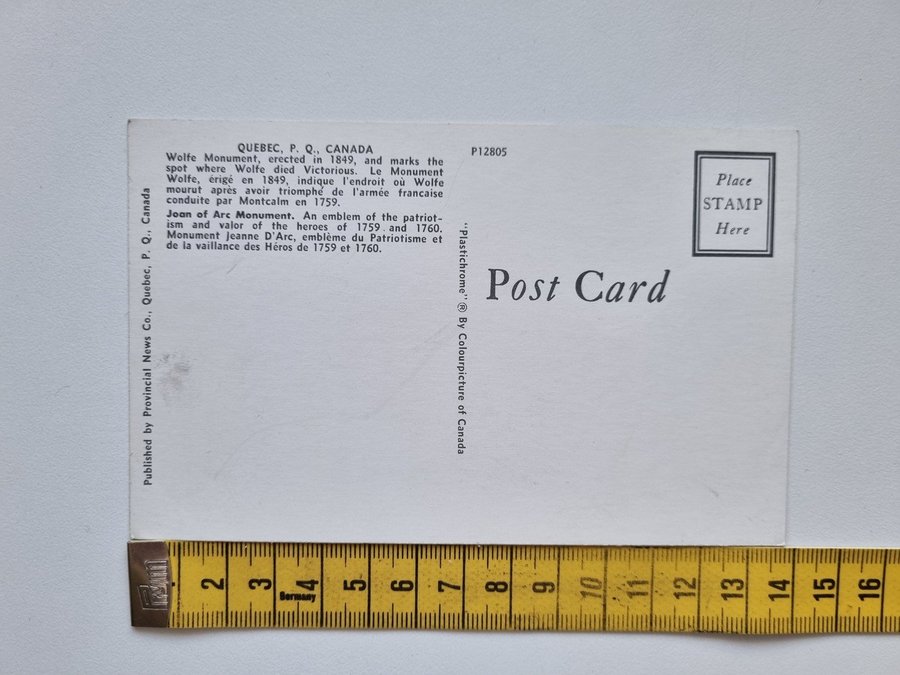 QUEBEC, P. Q., CANADA
Wolfe Monument, erected in 1849, and marks the
spot where Wolfe died Victorious. Le Monument
Wolfe, érigé en 1849, indique l'endroit où Wolfe
mourut après avoir triomphé de l'armée française
conduite par Montcalm en 1759.
Joan of Arc Monument. An emblem of the patriot-
ism and valor of the heroes of 1759 and 1760.
Monument Jeanne D'Arc, emblème du Patriotisme et
de la vaillance des Héros de 1759 et 1760.
Published by Provincial News Co., Quebec, P. Q., Canada
P12805
"Plastichrome" ® By Colourpicture of Canada
Place
STAMP
Here
Post Card
2 3 4 5 6 7 8 9 10 11 12 13 14 15 16
Germany